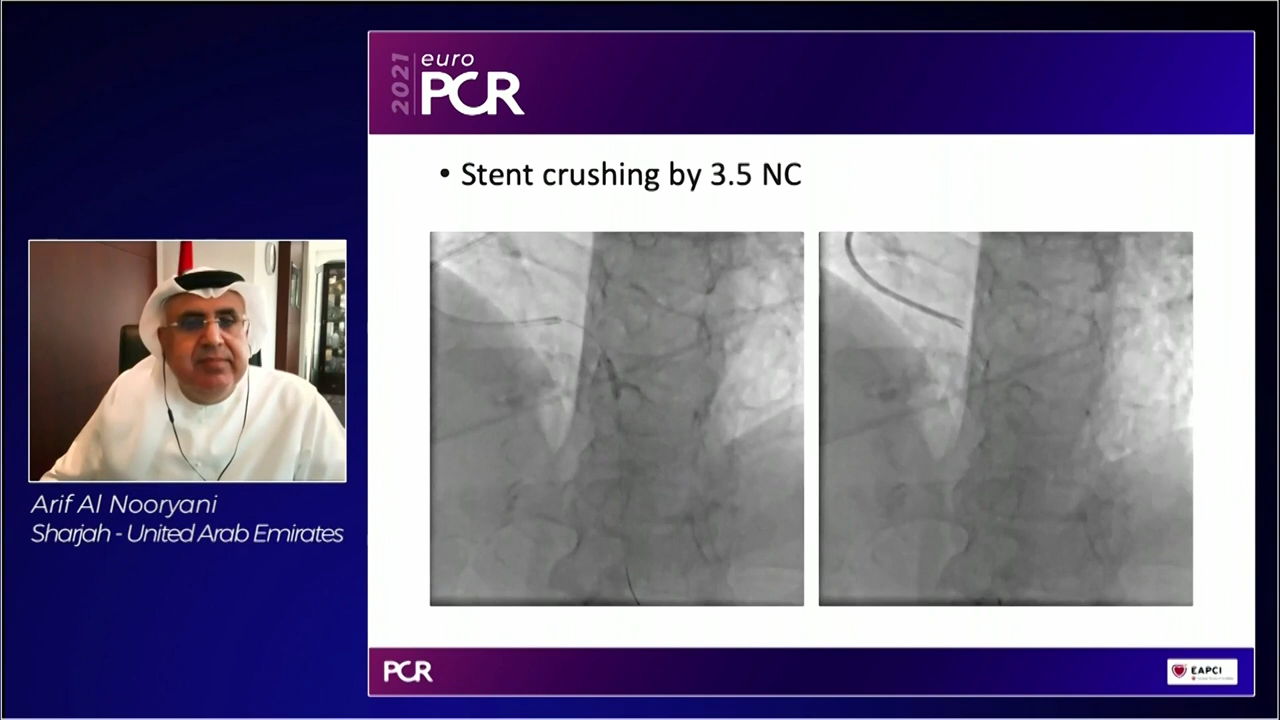 2021
euro
PCR
• Stent crushing by 3.5 NC
Arif Al Nooryani
Sharjah - United Arab Emirates
PCR
EAPCI